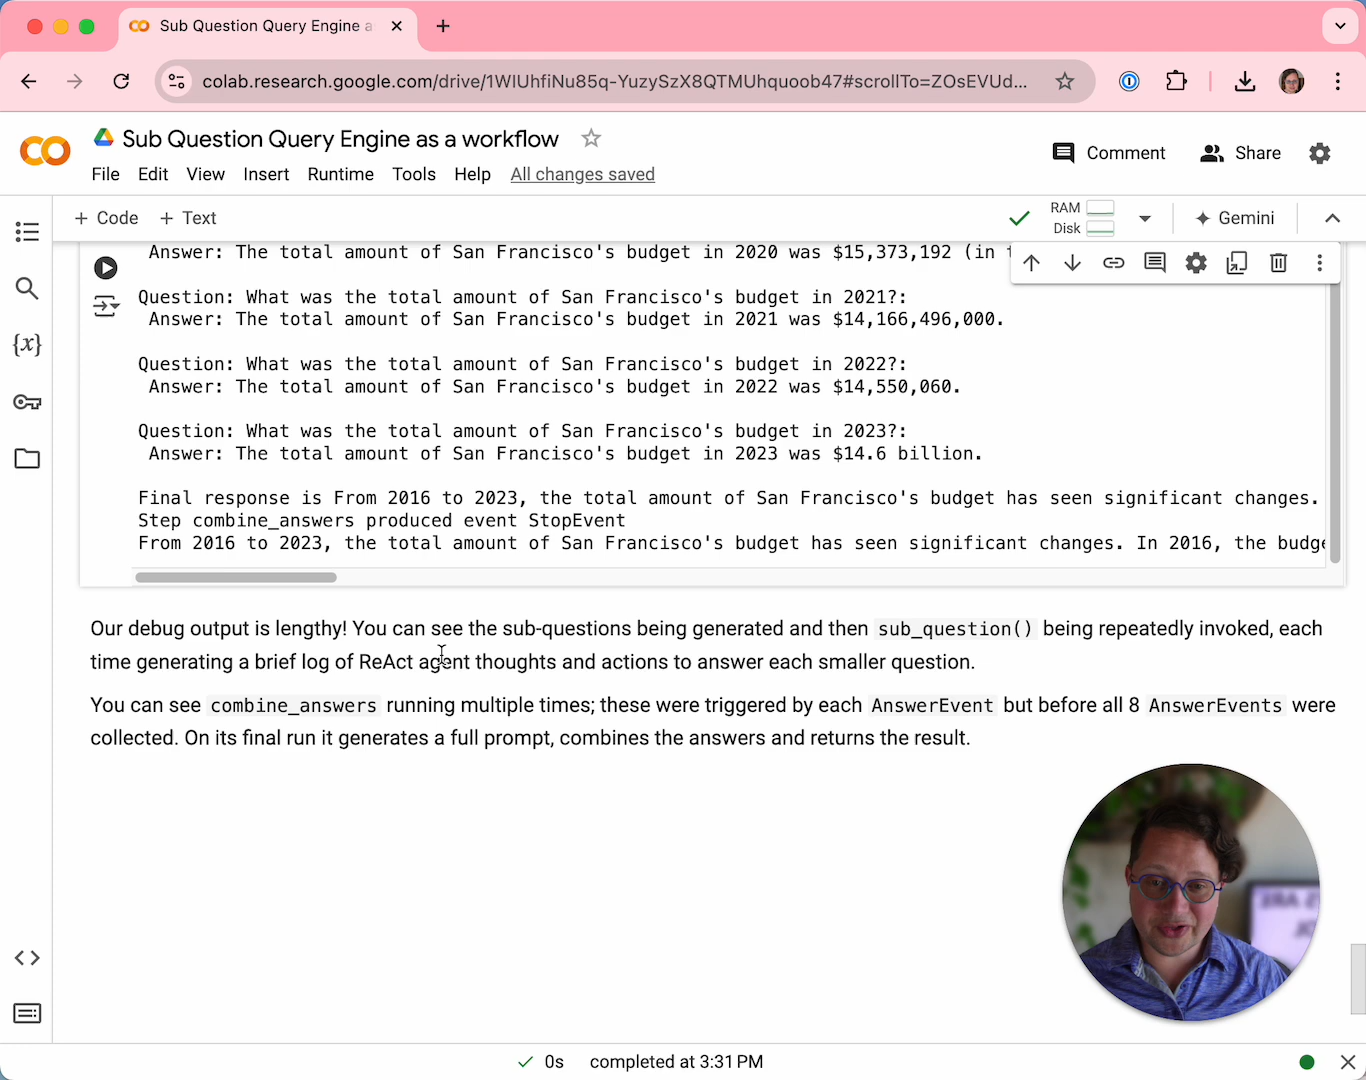 Sub Question Query Engine a
colab.research.google.com/drive/1WIUhfiNu85q-YuzySzX8QTMUhquoob47#scrollTo=ZOsEVUd...
Sub Question Query Engine as a workflow
Comment
Share
File Edit View Insert Runtime Tools Help All changes saved
+ Code + Text
RAM
Disk
Gemini
Answer: The total amount of San Francisco's budget in 2020 was $15,373,192 (in
Question: What was the total amount of San Francisco's budget in 2021?:
Answer: The total amount of San Francisco's budget in 2021 was $14,166,496,000.
Question: What was the total amount of San Francisco's budget in 2022?:
Answer: The total amount of San Francisco's budget in 2022 was $14,550,060.
Question: What was the total amount of San Francisco's budget in 2023?:
Answer: The total amount of San Francisco's budget in 2023 was $14.6 billion.
Final response is From 2016 to 2023, the total amount of San Francisco's budget has seen significant changes.
Step combine_answers produced event StopEvent
From 2016 to 2023, the total amount of San Francisco's budget has seen significant changes. In 2016, the budge
Our debug output is lengthy! You can see the sub-questions being generated and then sub_question() being repeatedly invoked, each
time generating a brief log of ReAct agent thoughts and actions to answer each smaller question.
You can see combine_answers running multiple times; these were triggered by each AnswerEvent but before all 8 AnswerEvents were
collected. On its final run it generates a full prompt, combines the answers and returns the result.
{x}
0s completed at 3:31 PM